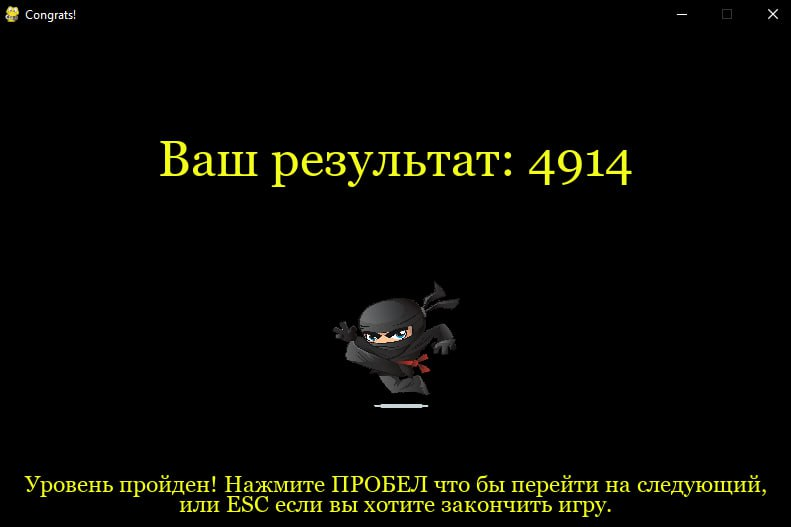 Congrats!
Ваш результат: 4914
Уровень пройден! Нажмите ПРОБЕЛ что бы перейти на следующий,
или ESC если вы хотите закончить игру.